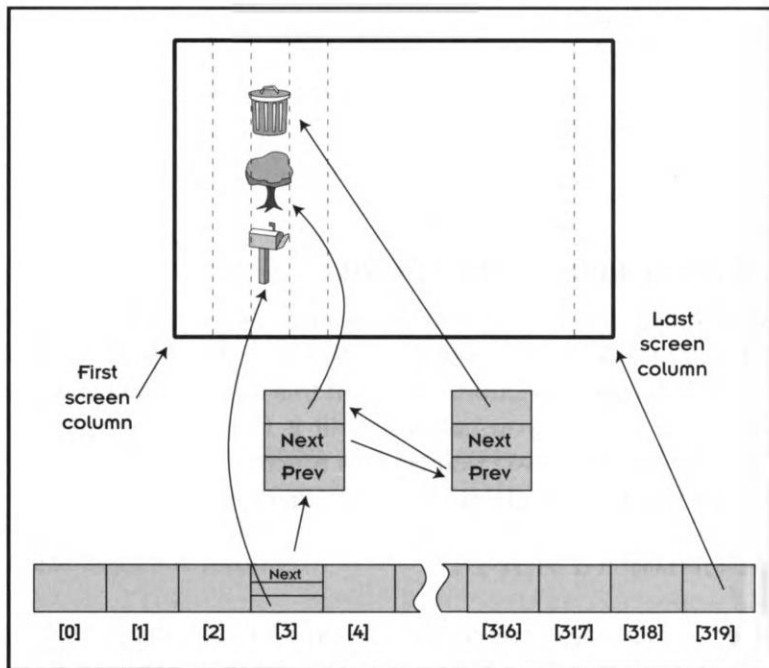 First
screen
column
Last
screen
column
Next
Prev
Next
Prev
Next
[0] [1] [2] [3] [4] [316] [317] [318] [319]